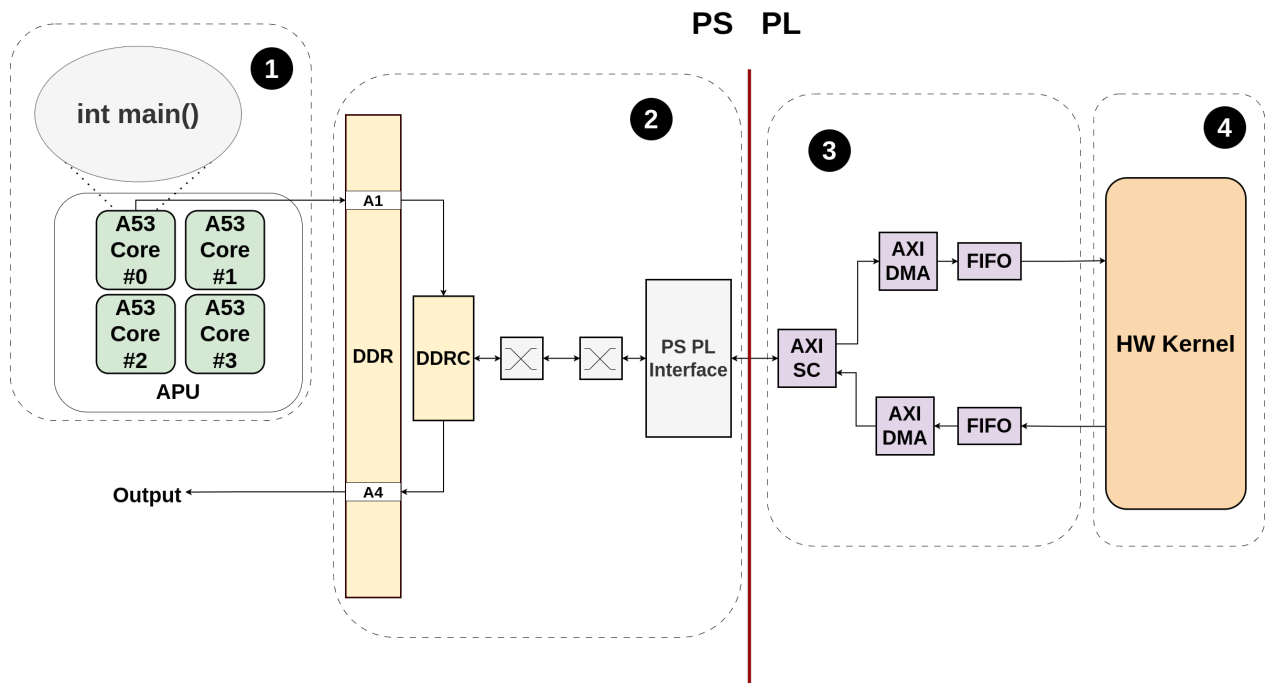 PS PL
1
int main()
A53
Core
#0
A53
Core
#1
A53
Core
#2
A53
Core
#3
APU
Output
2
A1
DDR
DDRC
A4
PS PL
Interface
3
AXI
DMA
FIFO
AXI
SC
AXI
DMA
FIFO
4
HW Kernel